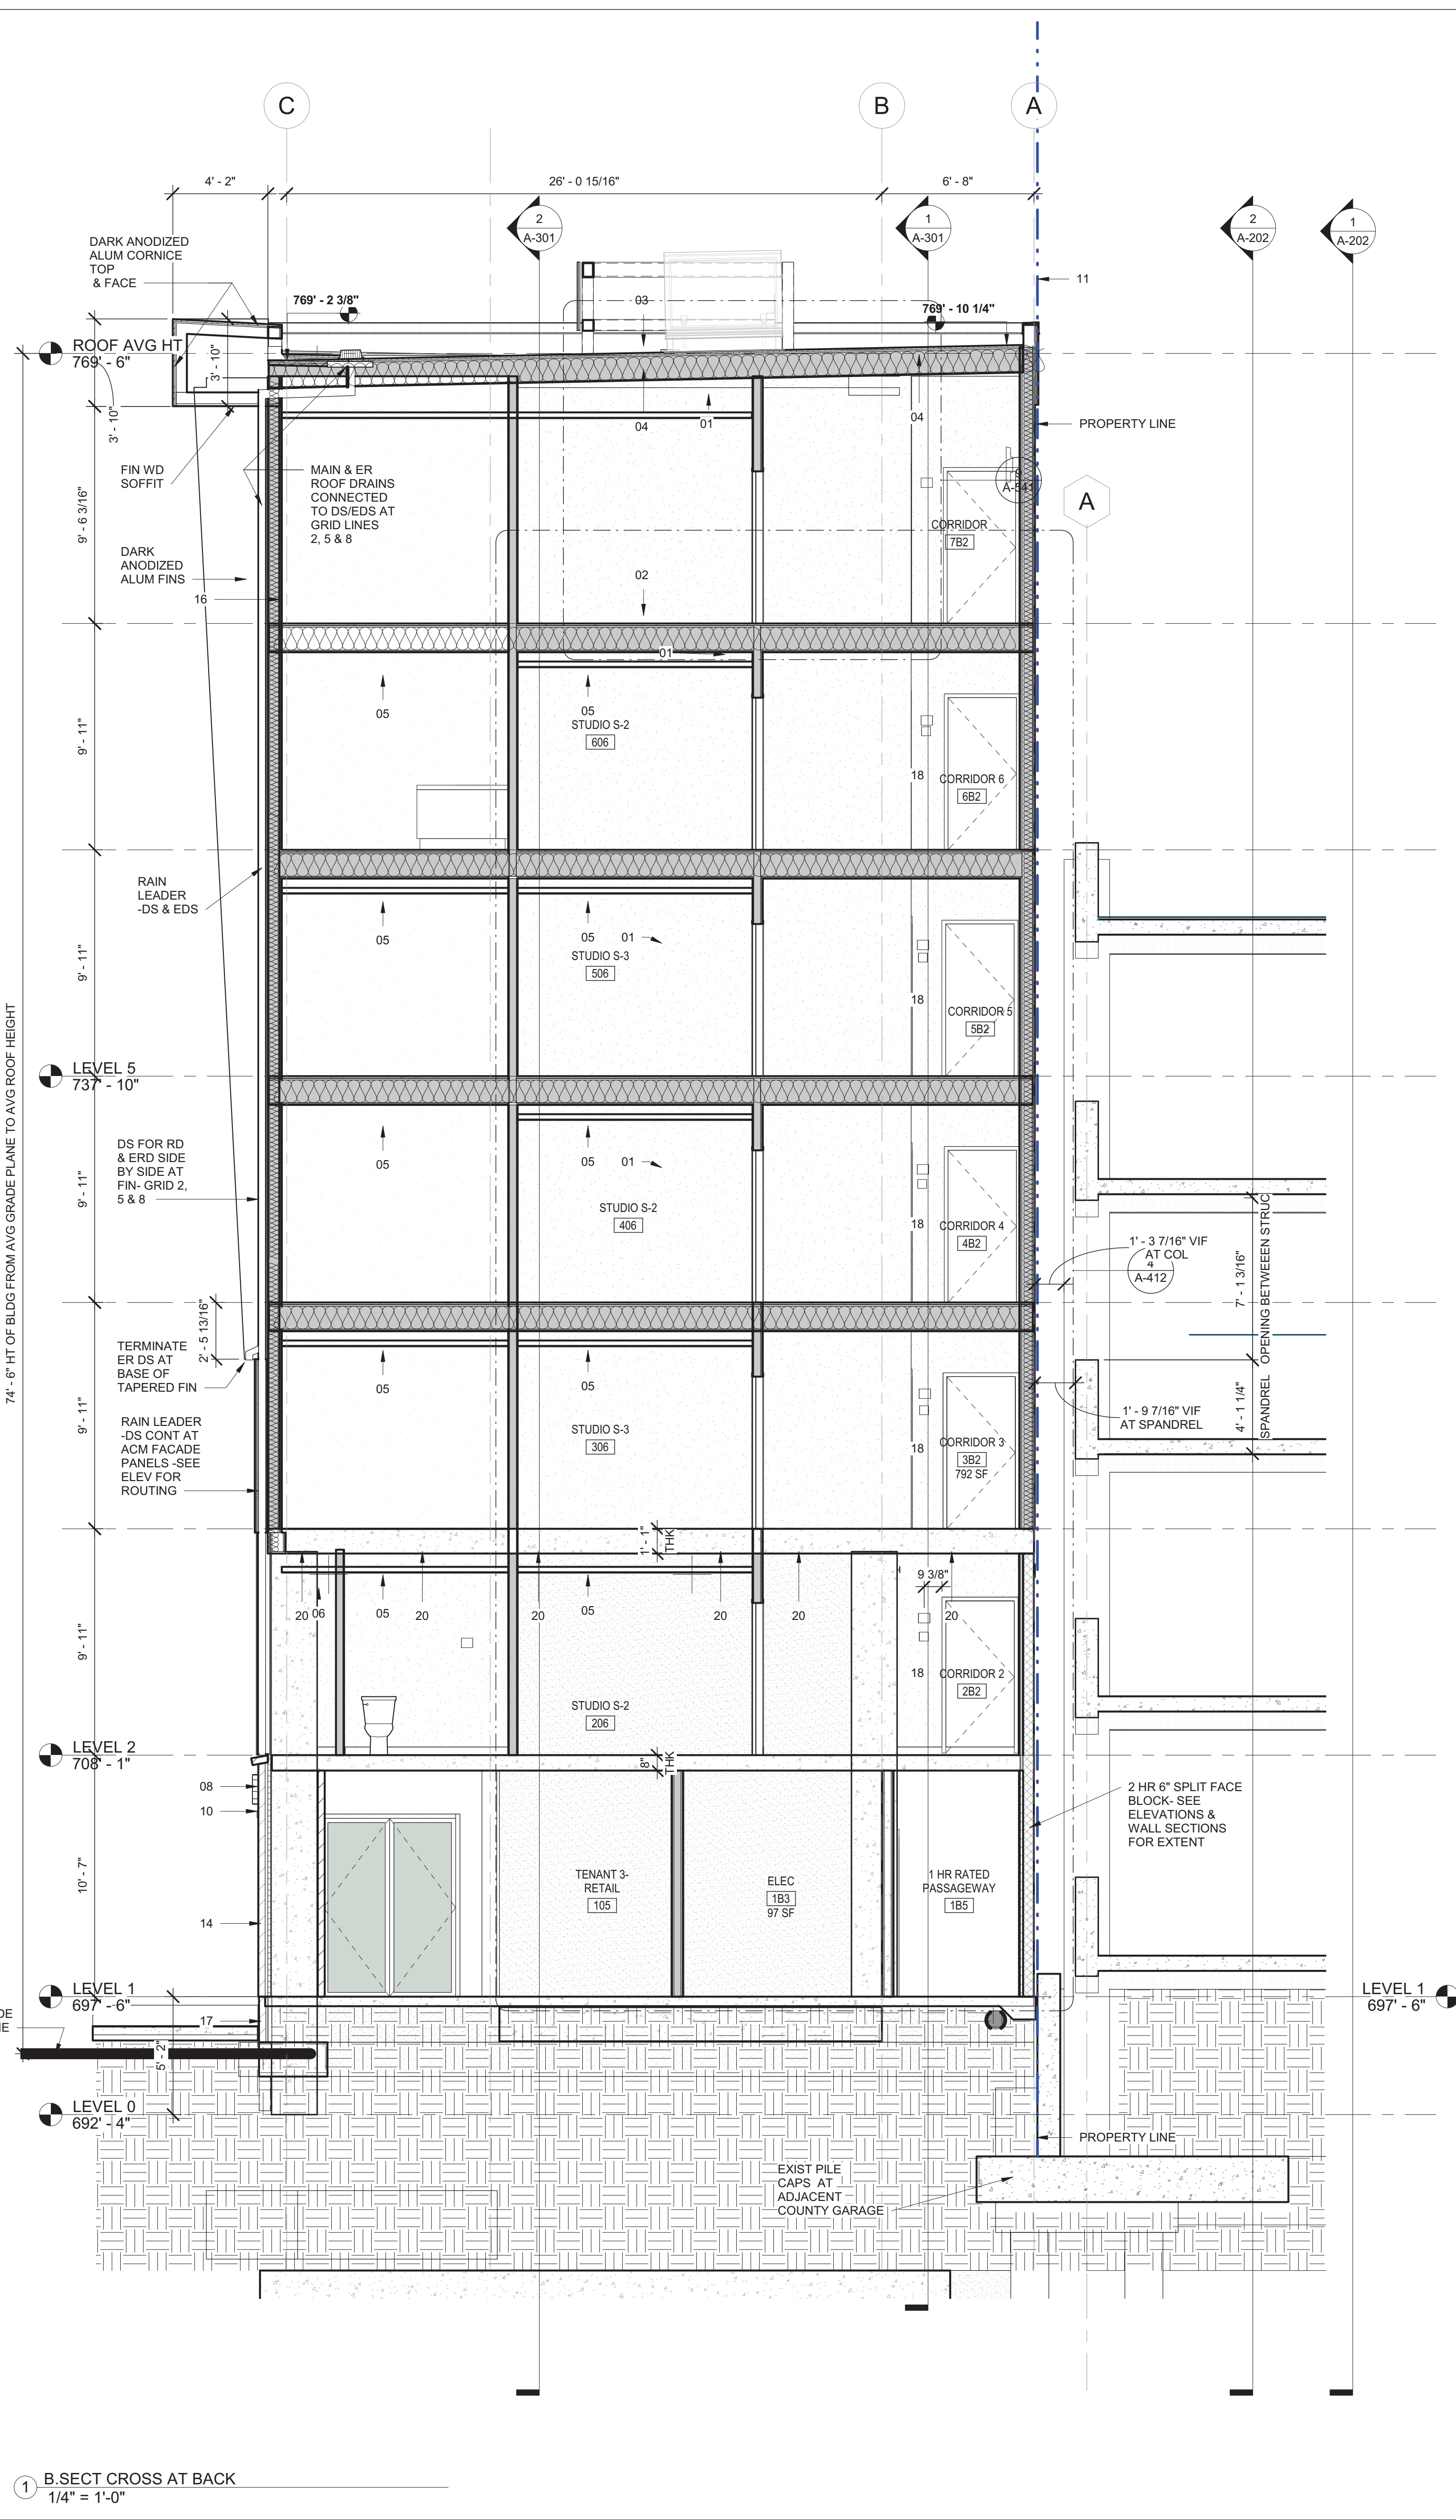 C
B
A
4' - 2"
26' - 0 15/16"
6' - 8"
2
A-301
1
A-301
2
A-202
1
A-202
DARK ANODIZED
ALUM CORNICE
TOP
& FACE
11
769' - 2 3/8"
03
769' - 10 1/4"
ROOF AVG HT
769' - 6"
3' - 10"
3' - 10"
04
01
04
PROPERTY LINE
FIN WD
SOFFIT
MAIN & ER
ROOF DRAINS
CONNECTED
TO DS/EDS AT
GRID LINES
2, 5 & 8
9
A-541
A
9' - 6 3/16"
CORRIDOR
7B2
DARK
ANODIZED
ALUM FINS
02
16
01
05
05
STUDIO S-2
606
9' - 11"
18
CORRIDOR 6
6B2
RAIN
LEADER
-DS & EDS
05
05
01
STUDIO S-3
506
9' - 11"
18
CORRIDOR 5
5B2
74' - 6" HT OF BLDG FROM AVG GRADE PLANE TO AVG ROOF HEIGHT
LEVEL 5
737' - 10"
DS FOR RD
& ERD SIDE
BY SIDE AT
FIN- GRID 2,
5 & 8
05
05
01
9' - 11"
STUDIO S-2
406
18
CORRIDOR 4
4B2
1' - 3 7/16" VIF
AT COL
4
A-412
7' - 1 3/16"
OPENING BETWEEEN STRUC
2' - 5 13/16"
TERMINATE
ER DS AT
BASE OF
TAPERED FIN
05
05
9' - 11"
RAIN LEADER
-DS CONT AT
ACM FACADE
PANELS -SEE
ELEV FOR
ROUTING
STUDIO S-3
306
18
CORRIDOR 3
3B2
792 SF
1' - 9 7/16" VIF
AT SPANDREL
4' - 1 1/4"
SPANDREL
1' - 1"
THK
9 3/8"
20
06
05
20
20
05
20
20
20
9' - 11"
18
CORRIDOR 2
2B2
STUDIO S-2
206
LEVEL 2
708' - 1"
8"
THK
08
10
2 HR 6" SPLIT FACE
BLOCK- SEE
ELEVATIONS &
WALL SECTIONS
FOR EXTENT
10' - 7"
TENANT 3-
RETAIL
105
ELEC
1B3
97 SF
1 HR RATED
PASSAGEWAY
1B5
14
LEVEL 1
697' - 6"
LEVEL 1
697' - 6"
17
5' - 2"
LEVEL 0
692' - 4"
PROPERTY LINE
EXIST PILE
CAPS AT
ADJACENT
COUNTY GARAGE
1
B.SECT CROSS AT BACK
1/4" = 1'-0"